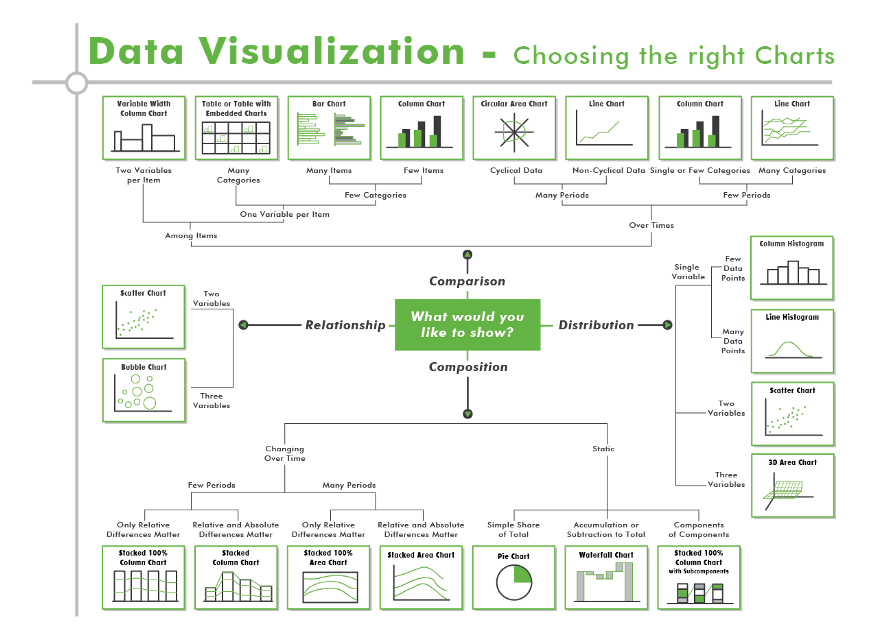 Data Visualization - Choosing the right Charts
Variable Width
Column Chart
Table or Table with
Embedded Charts
Bar Chart
Column Chart
Circular Area Chart
Line Chart
Column Chart
Line Chart
Two Variables
per Item
Many
Categories
Many Items
Few Items
Cyclical Data
Non-Cyclical Data
Single or Few Categories
Many Categories
Few Categories
Many Periods
Few Periods
One Variable per Item
Among Items
Over Times
Comparison
What would you
like to show?
Relationship
Distribution
Composition
Scatter Chart
Two
Variables
Bubble Chart
Three
Variables
Single
Variable
Few
Data
Points
Column Histogram
Many
Data
Points
Line Histogram
Two
Variables
Scatter Chart
Three
Variables
3D Area Chart
Changing
Over Time
Static
Few Periods
Many Periods
Only Relative
Differences Matter
Relative and Absolute
Differences Matter
Only Relative
Differences Matter
Relative and Absolute
Differences Matter
Simple Share
of Total
Accumulation or
Subtraction to Total
Components
of Components
Stacked 100%
Column Chart
Stacked
Column Chart
Stacked 100%
Area Chart
Stacked Area Chart
Pie Chart
Waterfall Chart
Stacked 100%
Column Chart
with Subcomponents